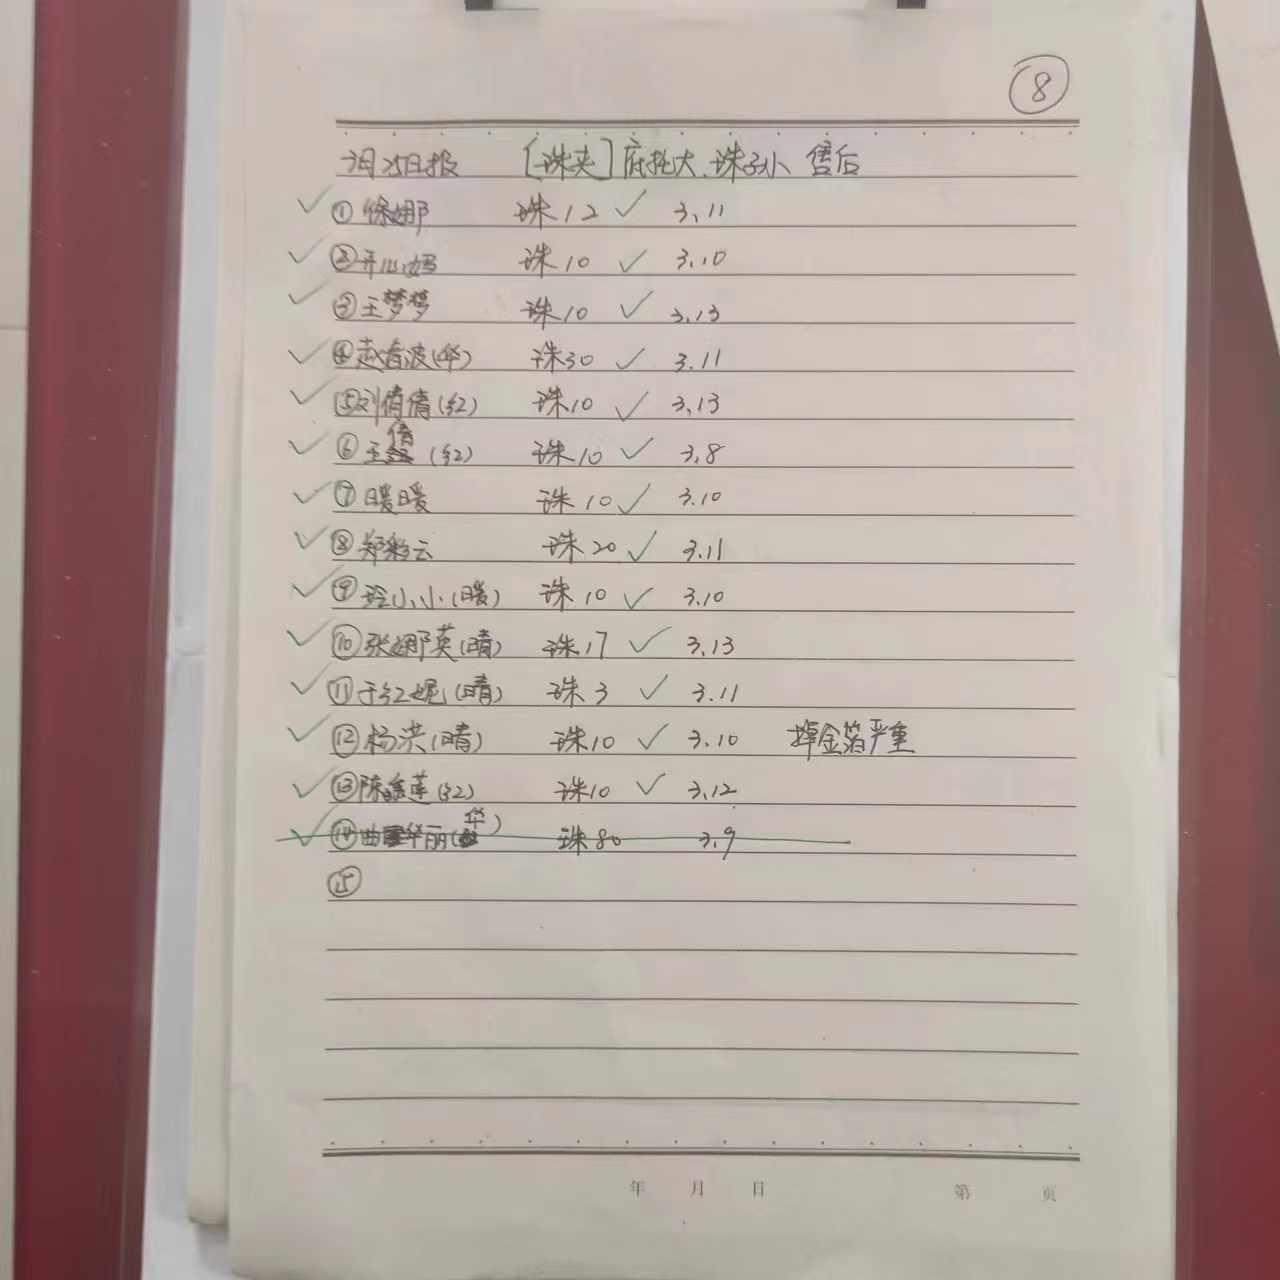 ⑧
3月25日报 [珠夹]底托大、珠子小 售后
✓ ① 徐娜 珠12 ✓ 3.11
✓ ② 开心妈 珠10 ✓ 3.10
✓ ③ 王梦梦 珠10 ✓ 3.13
✓ ④ 赵春波(华) 珠30 ✓ 3.11
✓ ⑤ 刘倩倩(红) 珠10 ✓ 3.13
✓ ⑥ 王倩(红) 珠10 ✓ 3.8
✓ ⑦ 暖暖 珠10 ✓ 3.10
✓ ⑧ 郑彩云 珠20 ✓ 3.11
✓ ⑨ 玲小小(暖) 珠10 ✓ 3.10
✓ ⑩ 张娜英(晴) 珠17 ✓ 3.13
✓ ⑪ 于红妮(晴) 珠3 ✓ 3.11
✓ ⑫ 杨洪(晴) 珠10 ✓ 3.10 掉金箔严重
✓ ⑬ 陈莲(红) 珠10 ✓ 3.12
✓ ⑭ 曲华丽(华) 珠80 3.9
⑮
年 月 日 第 页